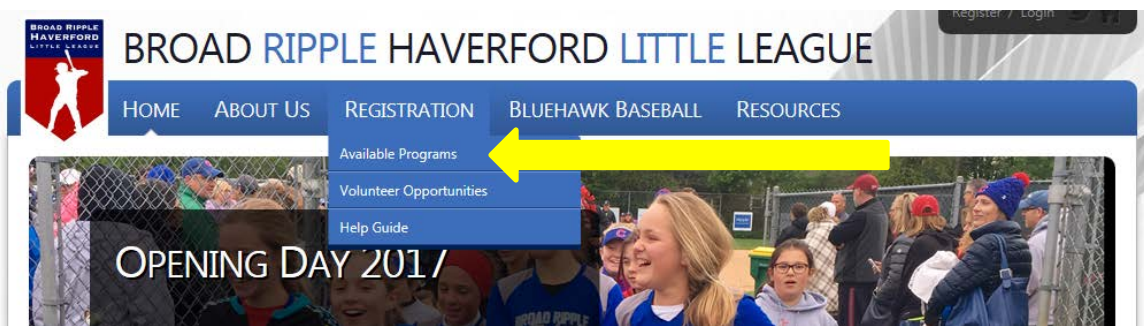 Register / Login
BROAD RIPPLE
HAVERFORD
LITTLE LEAGUE
BROAD RIPPLE HAVERFORD LITTLE LEAGUE
HOME ABOUT US REGISTRATION BLUEHAWK BASEBALL RESOURCES
Available Programs
Volunteer Opportunities
Help Guide
OPENING DAY 2017
BROAD RIPPLE